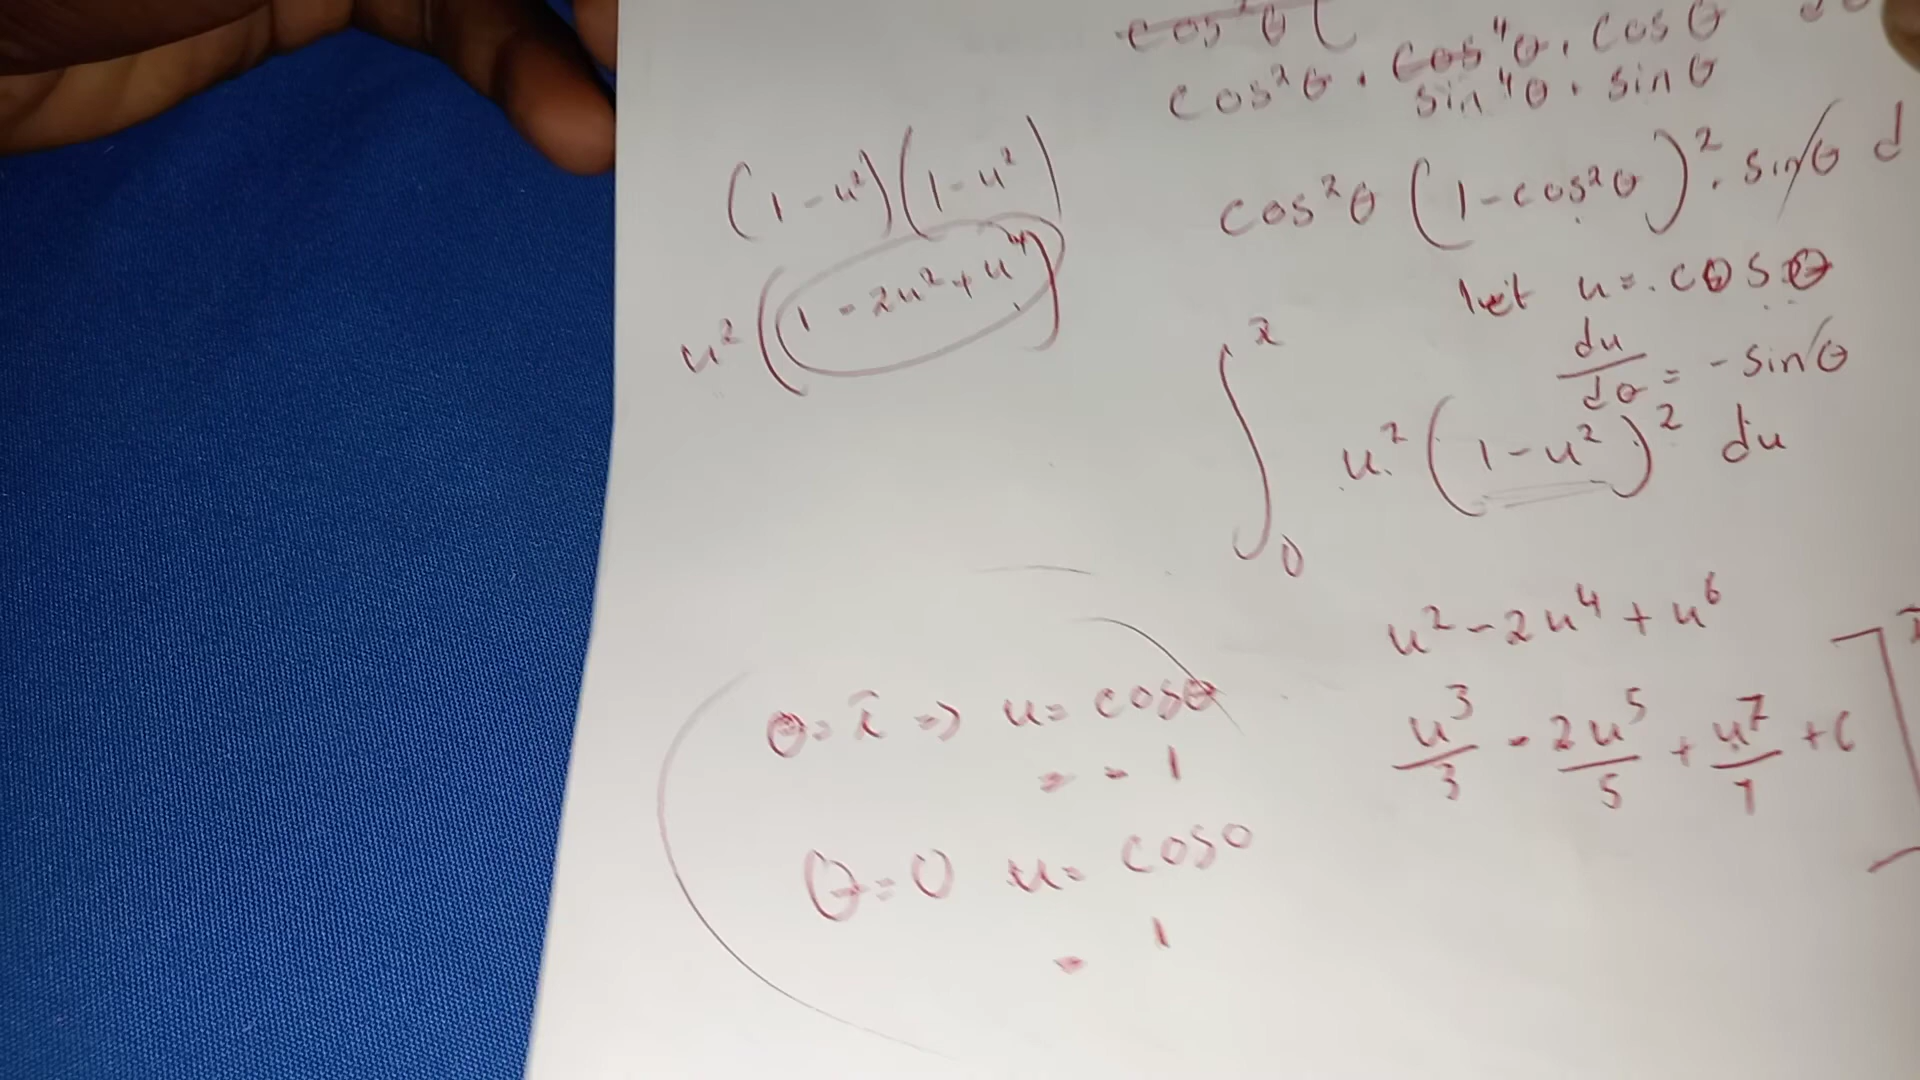 cos²θ (
cos²θ · cos⁴θ · cosθ
sin⁴θ · sinθ
cos²θ (1-cos²θ)² · sinθ d
let u = cosθ
du/dθ = -sinθ
∫₀^π u² (1-u²)² du
u² - 2u⁴ + u⁶
u³/3 - 2u⁵/5 + u⁷/7 + c ]
(1-u²)(1-u²)
u² (1 - 2u² + u⁴)
θ = π => u = cosθ
= -1
θ = 0 u = cos0
= 1